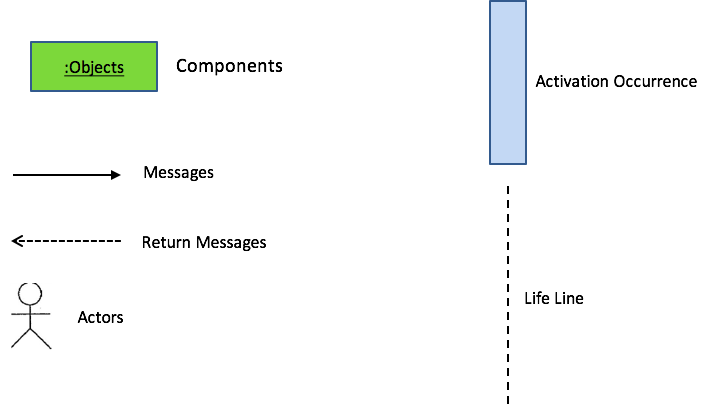 :Objects
Components
Activation Occurrence
Messages
Return Messages
Life Line
Actors